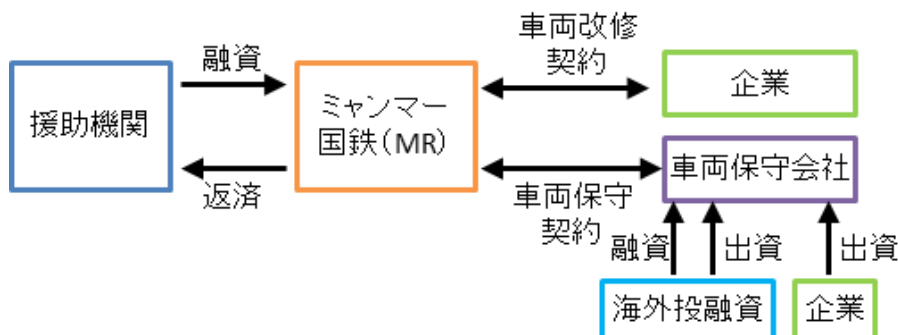 援助機関
融資
返済
ミャンマー
国鉄(MR)
車両改修
契約
企業
車両保守会社
車両保守
契約
融資
出資
出資
海外投融資
企業